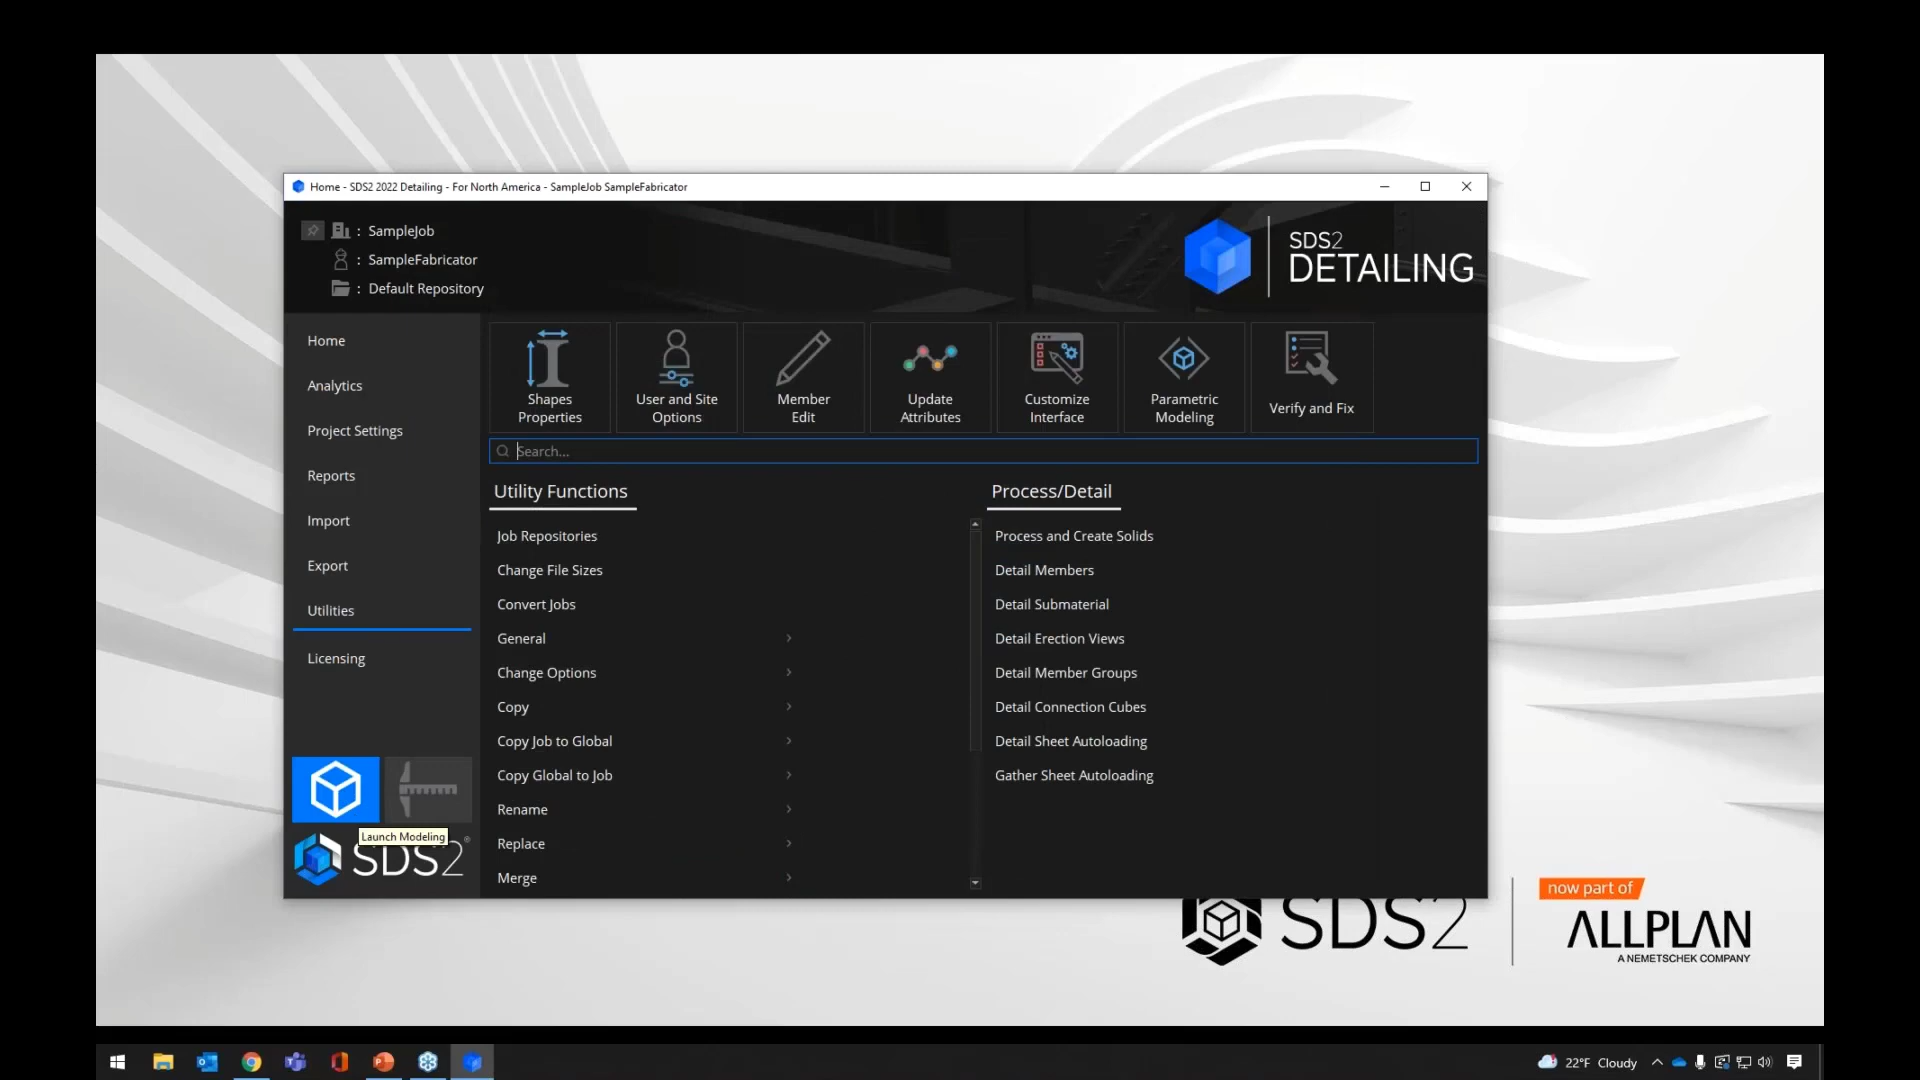 Home - SDS2 2022 Detailing - For North America - SampleJob SampleFabricator
: SampleJob
: SampleFabricator
: Default Repository
SDS2
DETAILING
Home
Analytics
Project Settings
Reports
Import
Export
Utilities
Licensing
Launch Modeling
SDS2®
Shapes
Properties
User and Site
Options
Member
Edit
Update
Attributes
Customize
Interface
Parametric
Modeling
Verify and Fix
Search...
Utility Functions
Job Repositories
Change File Sizes
Convert Jobs
General
Change Options
Copy
Copy Job to Global
Copy Global to Job
Rename
Replace
Merge
Process/Detail
Process and Create Solids
Detail Members
Detail Submaterial
Detail Erection Views
Detail Member Groups
Detail Connection Cubes
Detail Sheet Autoloading
Gather Sheet Autoloading
SDS2
now part of
ALLPLAN
A NEMETSCHEK COMPANY
22°F Cloudy